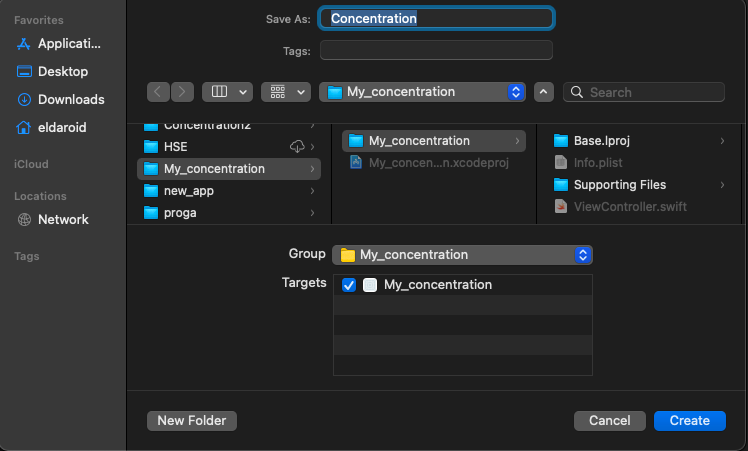 Favorites
Applicati...
Desktop
Downloads
eldaroid
iCloud
Locations
Network
Tags
Save As: Concentration
Tags:
My_concentration
Search
Concentration2
HSE
My_concentration
new_app
proga
My_concentration
My_concen...n.xcodeproj
Base.lproj
Info.plist
Supporting Files
ViewController.swift
Group My_concentration
Targets My_concentration
New Folder Cancel Create